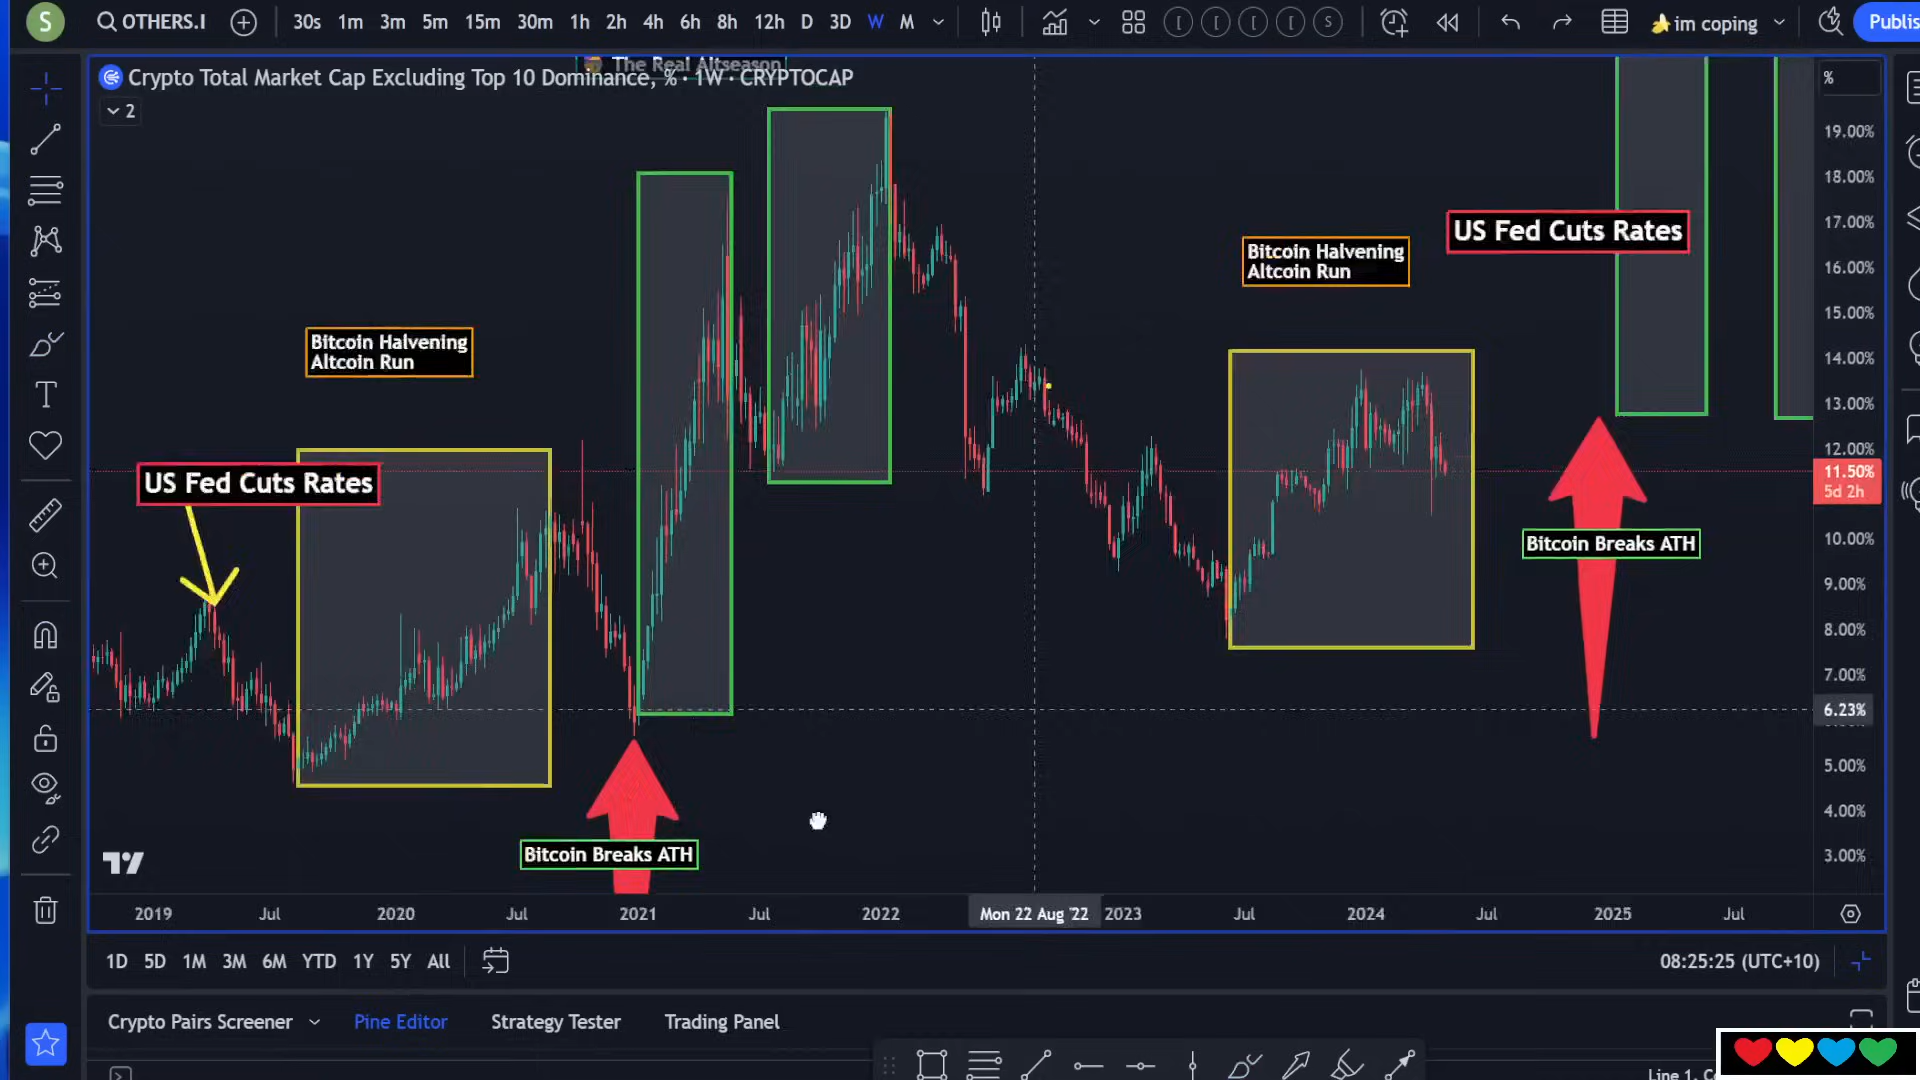 S
OTHERS.I
30s 1m 3m 5m 15m 30m 1h 2h 4h 6h 8h 12h D 3D W M
S
im coping
Publis
The Real Altseason
Crypto Total Market Cap Excluding Top 10 Dominance, % · 1W · CRYPTOCAP
2
%
19.00%
18.00%
17.00%
16.00%
15.00%
14.00%
13.00%
12.00%
11.50%
5d 2h
10.00%
9.00%
8.00%
7.00%
6.23%
5.00%
4.00%
3.00%
US Fed Cuts Rates
Bitcoin Halvening
Altcoin Run
Bitcoin Halvening
Altcoin Run
US Fed Cuts Rates
Bitcoin Breaks ATH
Bitcoin Breaks ATH
2019 Jul 2020 Jul 2021 Jul 2022 Mon 22 Aug '22 2023 Jul 2024 Jul 2025 Jul
1D 5D 1M 3M 6M YTD 1Y 5Y All
08:25:25 (UTC+10)
Crypto Pairs Screener Pine Editor Strategy Tester Trading Panel
Line 1,